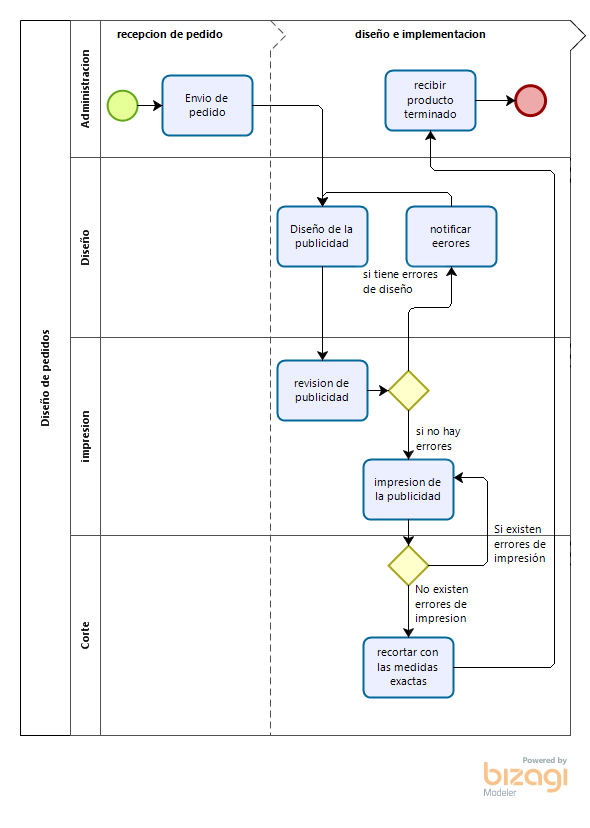 recepcion de pedido
diseño e implementacion
Diseño de pedidos
Administracion
Envio de
pedido
recibir
producto
terminado
Diseño
Diseño de la
publicidad
notificar
eerores
si tiene errores
de diseño
impresion
revision de
publicidad
si no hay
errores
impresion de
la publicidad
Si existen
errores de
impresión
Corte
No existen
errores de
impresion
recortar con
las medidas
exactas
Powered by
bizagi
Modeler